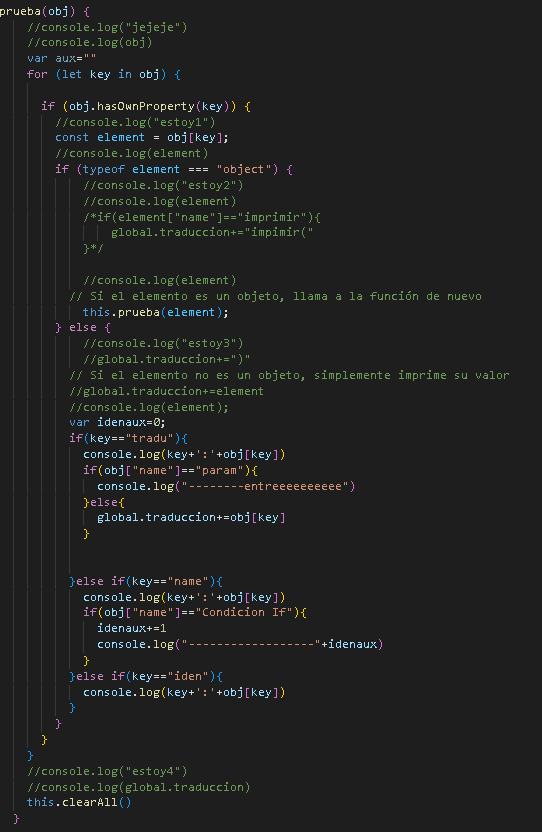 prueba(obj) {
//console.log("jejeje")
//console.log(obj)
var aux=""
for (let key in obj) {
if (obj.hasOwnProperty(key)) {
//console.log("estoy1")
const element = obj[key];
//console.log(element)
if (typeof element === "object") {
//console.log("estoy2")
//console.log(element)
/*if(element["name"]=="imprimir"){
global.traduccion+="impimir("
}*/
//console.log(element)
// Si el elemento es un objeto, llama a la función de nuevo
this.prueba(element);
} else {
//console.log("estoy3")
//global.traduccion+=")"
// Si el elemento no es un objeto, simplemente imprime su valor
//global.traduccion+=element
//console.log(element);
var idenaux=0;
if(key=="tradu"){
console.log(key+':'+obj[key])
if(obj["name"]=="param"){
console.log("--------entreeeeeeeeee")
}else{
global.traduccion+=obj[key]
}
}else if(key=="name"){
console.log(key+':'+obj[key])
if(obj["name"]=="Condicion If"){
idenaux+=1
console.log("------------------"+idenaux)
}
}else if(key=="iden"){
console.log(key+':'+obj[key])
}
}
}
}
//console.log("estoy4")
//console.log(global.traduccion)
this.clearAll()
}